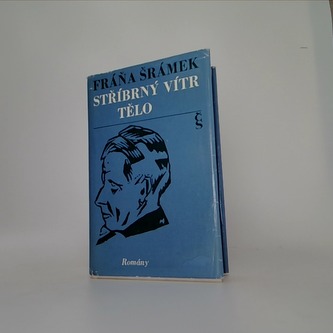 FRÁŇA ŠRÁMEK
STŘÍBRNÝ VÍTR
TĚLO
Romány